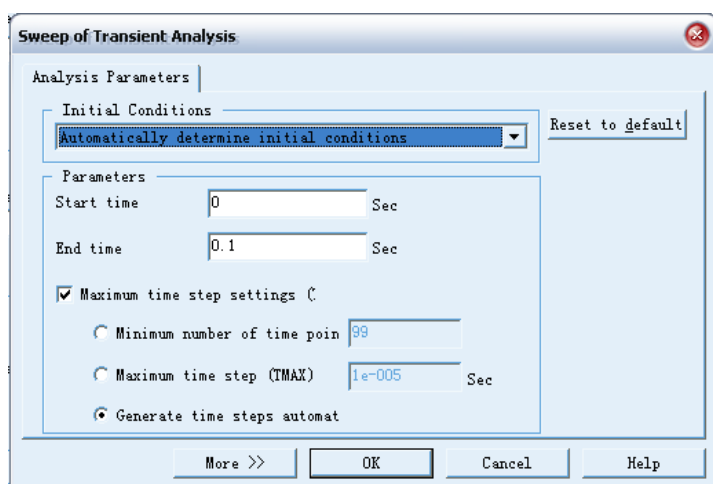 Sweep of Transient Analysis
Analysis Parameters
Initial Conditions
Automatically determine initial conditions
Reset to default
Parameters
Start time 0 Sec
End time 0.1 Sec
Maximum time step settings (
Minimum number of time poin 99
Maximum time step (TMAX) 1e-005 Sec
Generate time steps automat
More >> OK Cancel Help